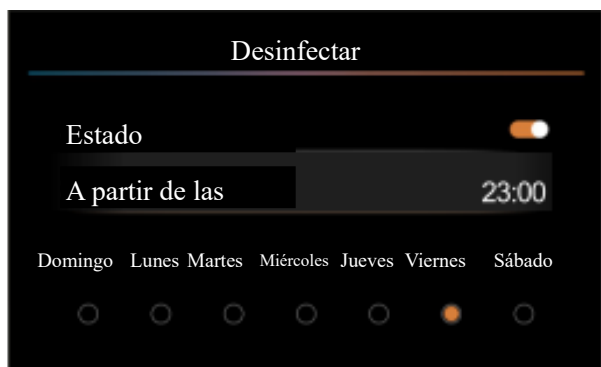 Desinfectar
Estado
A partir de las 23:00
Domingo Lunes Martes Miércoles Jueves Viernes Sábado